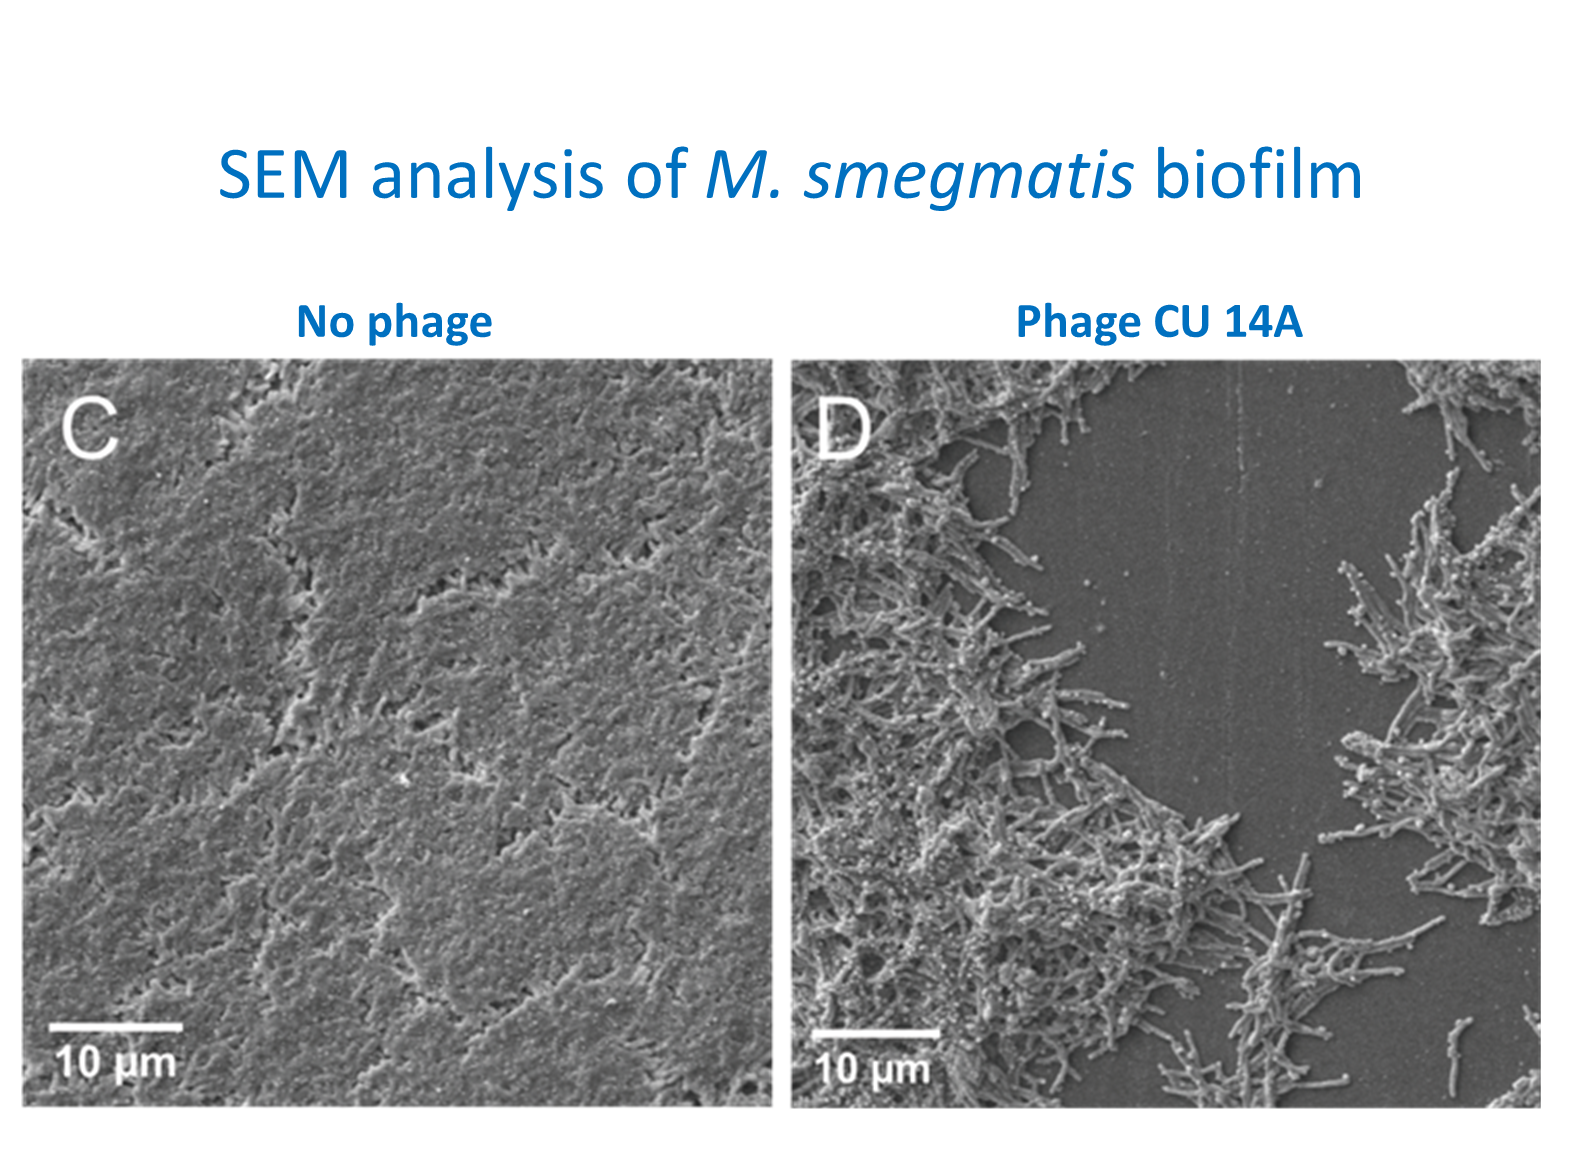 SEM analysis of M. smegmatis biofilm
No phage
Phage CU 14A
C
D
10 µm
10 µm